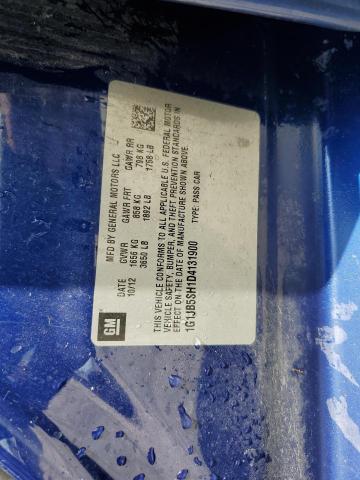 GM
MFD BY GENERAL MOTORS LLC
DATE GVWR GAWR FRT GAWR RR
10/12 1656 KG 858 KG 798 KG
3650 LB 1892 LB 1758 LB
THIS VEHICLE CONFORMS TO ALL APPLICABLE U.S. FEDERAL MOTOR
VEHICLE SAFETY, BUMPER, AND THEFT PREVENTION STANDARDS IN
EFFECT ON THE DATE OF MANUFACTURE SHOWN ABOVE.
1G1JB5SH1D4131900 TYPE: PASS CAR